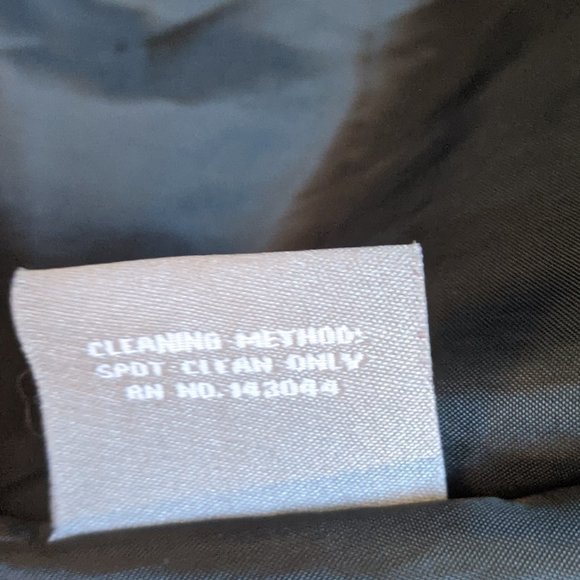 CLEANING METHOD:
SPOT CLEAN ONLY
RN NO.143044